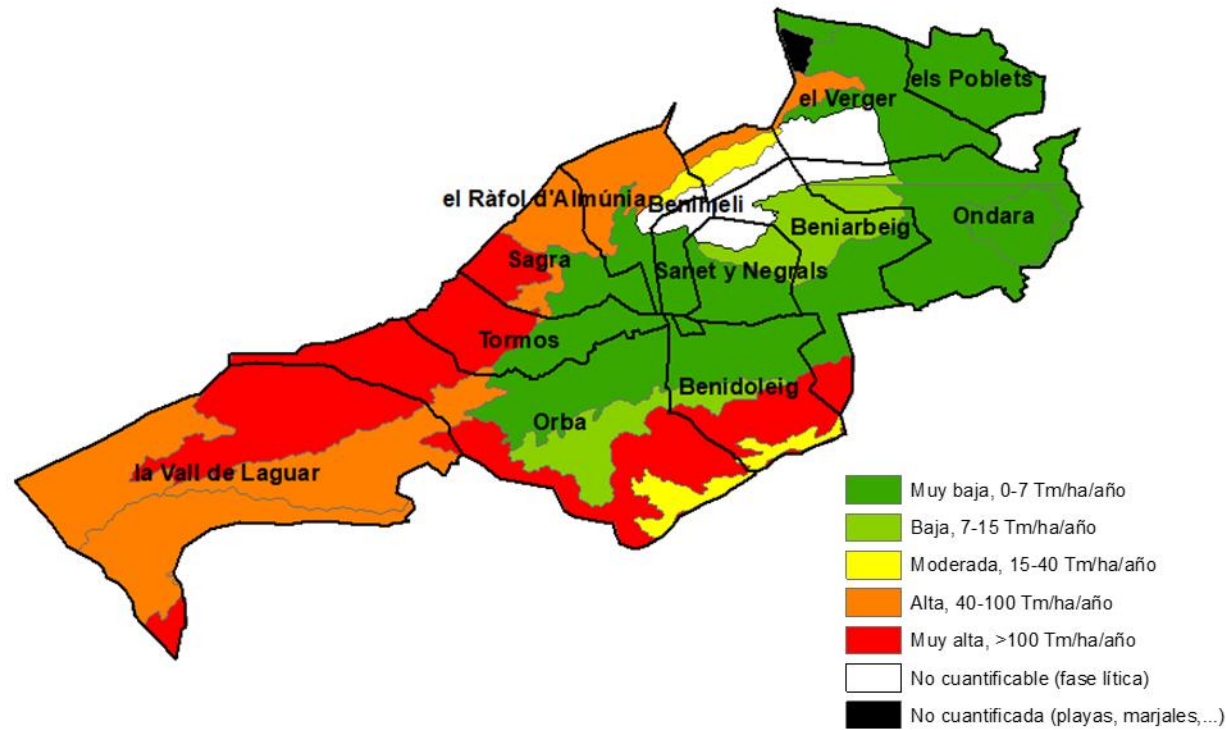 els Poblets
el Verger
el Ràfol d'Almúnia
Benimeli
Beniarbeig
Ondara
Sagra
Sanet y Negrals
Tormos
Benidoleig
Orba
la Vall de Laguar
Muy baja, 0-7 Tm/ha/año
Baja, 7-15 Tm/ha/año
Moderada, 15-40 Tm/ha/año
Alta, 40-100 Tm/ha/año
Muy alta, >100 Tm/ha/año
No cuantificable (fase lítica)
No cuantificada (playas, marjales,...)